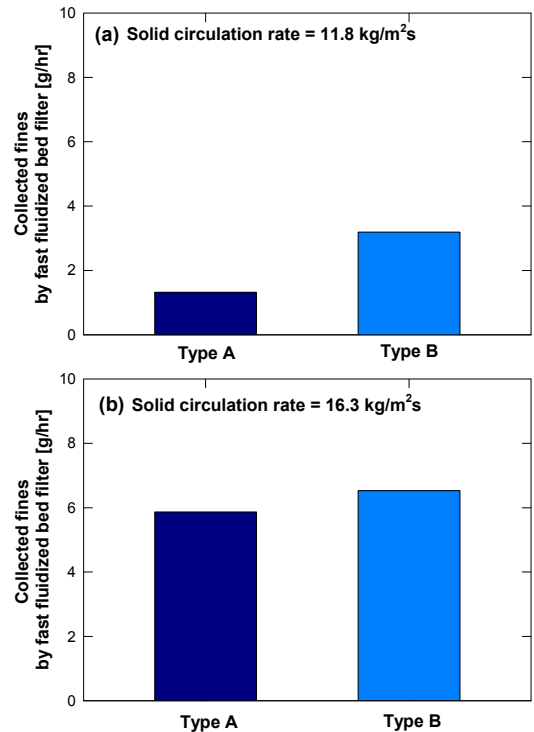 10
(a) Solid circulation rate = 11.8 kg/m²s
8
6
4
2
0
Collected fines
by fast fluidized bed filter [g/hr]
Type A
Type B
10
(b) Solid circulation rate = 16.3 kg/m²s
8
6
4
2
0
Collected fines
by fast fluidized bed filter [g/hr]
Type A
Type B